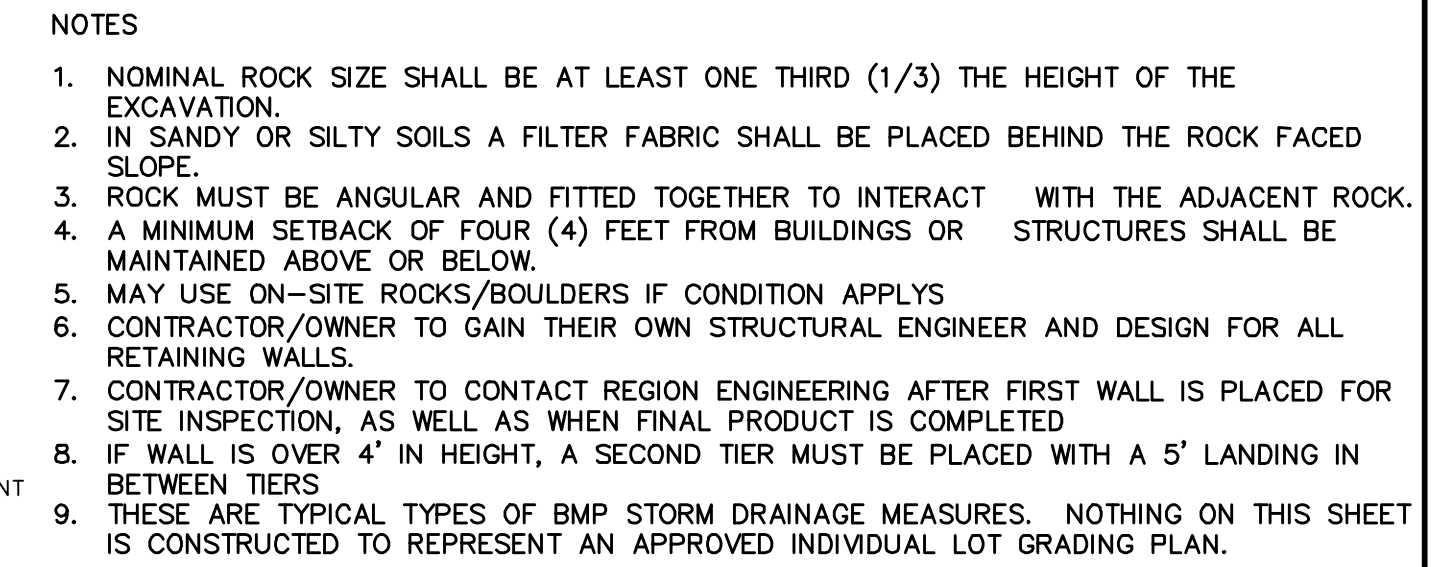 NOTES
1. NOMINAL ROCK SIZE SHALL BE AT LEAST ONE THIRD (1/3) THE HEIGHT OF THE
EXCAVATION.
2. IN SANDY OR SILTY SOILS A FILTER FABRIC SHALL BE PLACED BEHIND THE ROCK FACED
SLOPE.
3. ROCK MUST BE ANGULAR AND FITTED TOGETHER TO INTERACT WITH THE ADJACENT ROCK.
4. A MINIMUM SETBACK OF FOUR (4) FEET FROM BUILDINGS OR STRUCTURES SHALL BE
MAINTAINED ABOVE OR BELOW.
5. MAY USE ON-SITE ROCKS/BOULDERS IF CONDITION APPLYS
6. CONTRACTOR/OWNER TO GAIN THEIR OWN STRUCTURAL ENGINEER AND DESIGN FOR ALL
RETAINING WALLS.
7. CONTRACTOR/OWNER TO CONTACT REGION ENGINEERING AFTER FIRST WALL IS PLACED FOR
SITE INSPECTION, AS WELL AS WHEN FINAL PRODUCT IS COMPLETED
8. IF WALL IS OVER 4' IN HEIGHT, A SECOND TIER MUST BE PLACED WITH A 5' LANDING IN
BETWEEN TIERS
NT
9. THESE ARE TYPICAL TYPES OF BMP STORM DRAINAGE MEASURES. NOTHING ON THIS SHEET
IS CONSTRUCTED TO REPRESENT AN APPROVED INDIVIDUAL LOT GRADING PLAN.